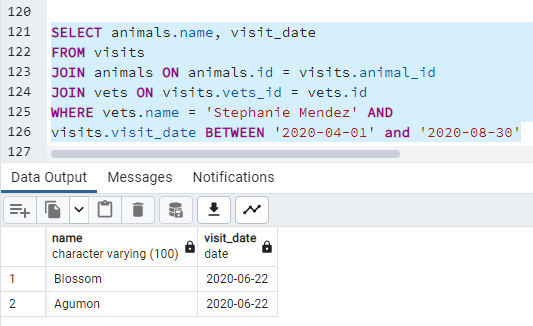 120
121 SELECT animals.name, visit_date
122 FROM visits
123 JOIN animals ON animals.id = visits.animal_id
124 JOIN vets ON visits.vets_id = vets.id
125 WHERE vets.name = 'Stephanie Mendez' AND
126 visits.visit_date BETWEEN '2020-04-01' and '2020-08-30'
127
Data Output Messages Notifications
name visit_date
character varying (100) date
1 Blossom 2020-06-22
2 Agumon 2020-06-22